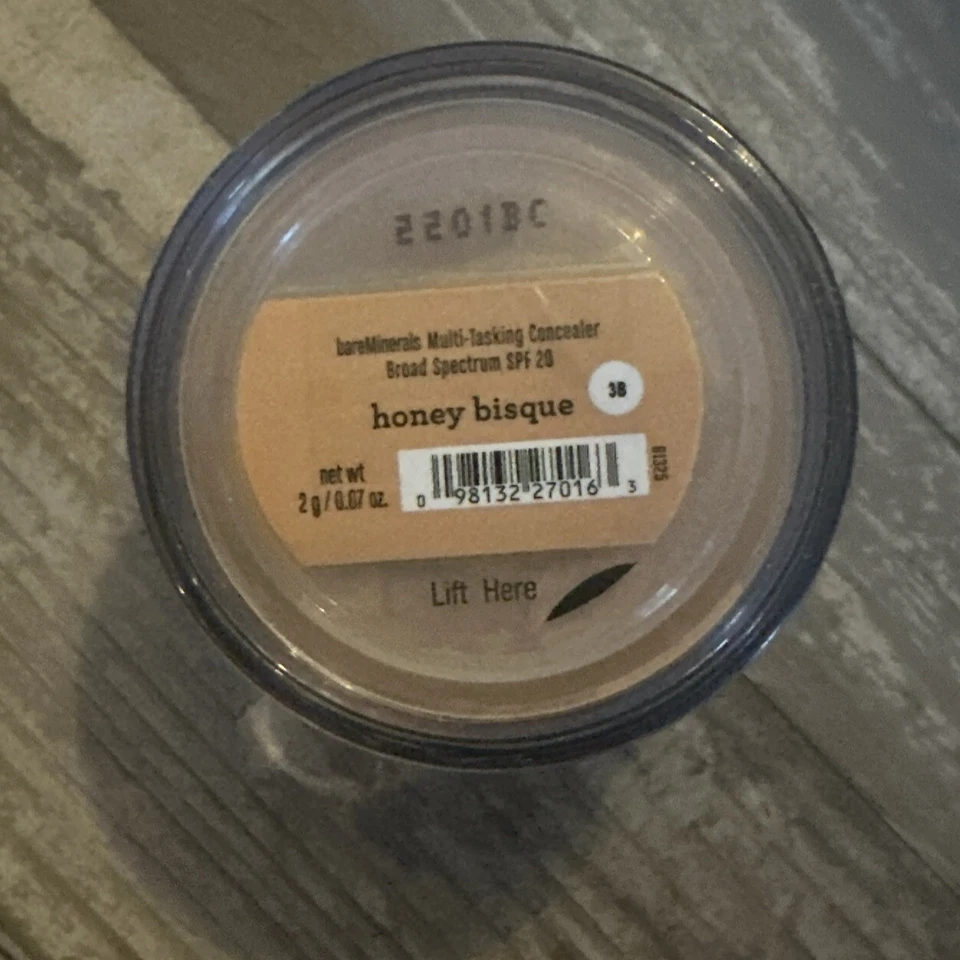 2201BC
bareMinerals Multi-Tasking Concealer
Broad Spectrum SPF 20
honey bisque
3B
net wt
2 g / 0.07 oz.
0 98132 27016 3
81325
Lift Here